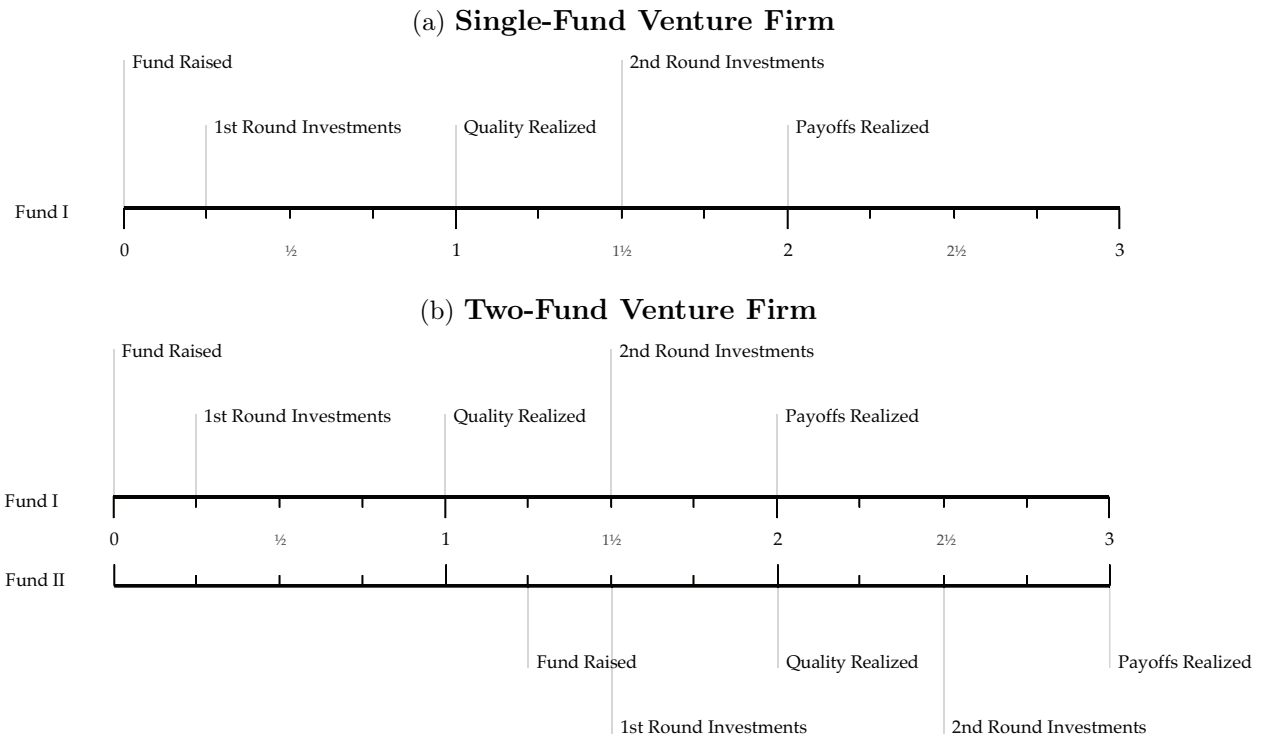 (a) Single-Fund Venture Firm
Fund Raised
2nd Round Investments
1st Round Investments
Quality Realized
Payoffs Realized
Fund I
0
½
1
1½
2
2½
3
(b) Two-Fund Venture Firm
Fund Raised
2nd Round Investments
1st Round Investments
Quality Realized
Payoffs Realized
Fund I
0
½
1
1½
2
2½
3
Fund II
Fund Raised
Quality Realized
Payoffs Realized
1st Round Investments
2nd Round Investments